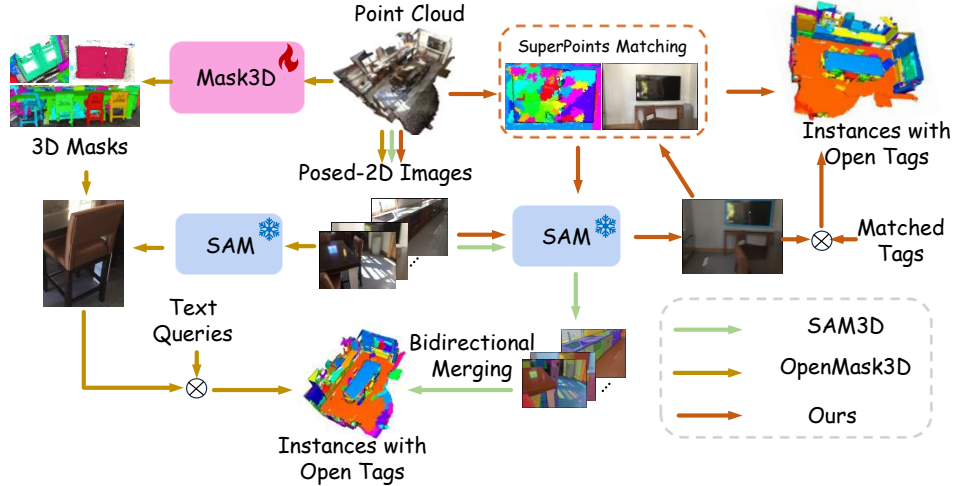 Point Cloud
SuperPoints Matching
Mask3D
3D Masks
Instances with
Open Tags
Posed-2D Images
SAM
SAM
Matched
Tags
Text
Queries
Bidirectional
Merging
SAM3D
OpenMask3D
Ours
Instances with
Open Tags